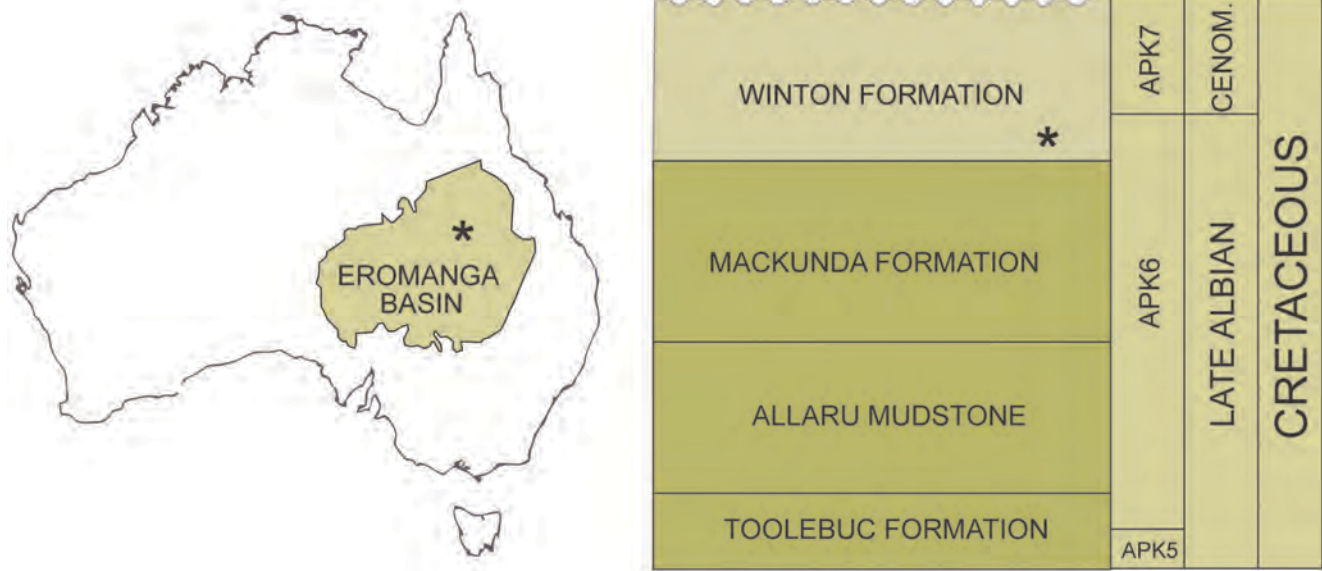 *
EROMANGA
BASIN
WINTON FORMATION
*
MACKUNDA FORMATION
ALLARU MUDSTONE
TOOLEBUC FORMATION
APK7
APK6
APK5
CENOM.
LATE ALBIAN
CRETACEOUS